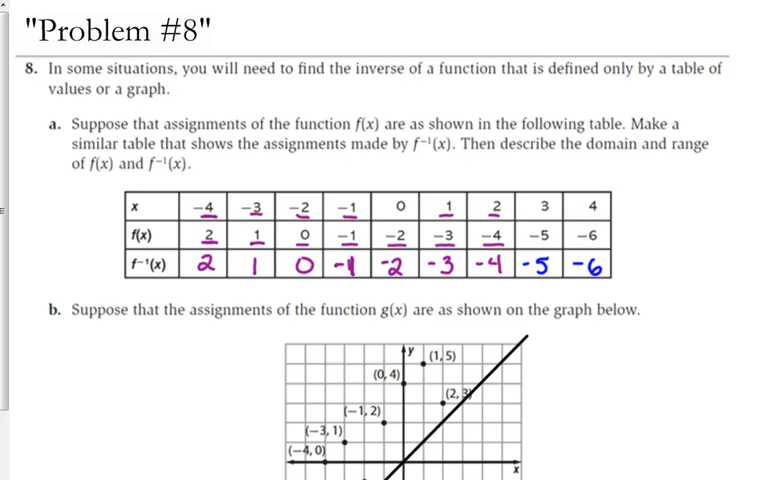 "Problem #8"
8. In some situations, you will need to find the inverse of a function that is defined only by a table of
values or a graph.
a. Suppose that assignments of the function f(x) are as shown in the following table. Make a
similar table that shows the assignments made by f⁻¹(x). Then describe the domain and range
of f(x) and f⁻¹(x).
x −4 −3 −2 −1 0 1 2 3 4
f(x) 2 1 0 −1 −2 −3 −4 −5 −6
f⁻¹(x) 2 1 0 -1 -2 -3 -4 -5 -6
b. Suppose that the assignments of the function g(x) are as shown on the graph below.
y
(1, 5)
(0, 4)
(2, 3)
(−1, 2)
(−3, 1)
(−4, 0)
x